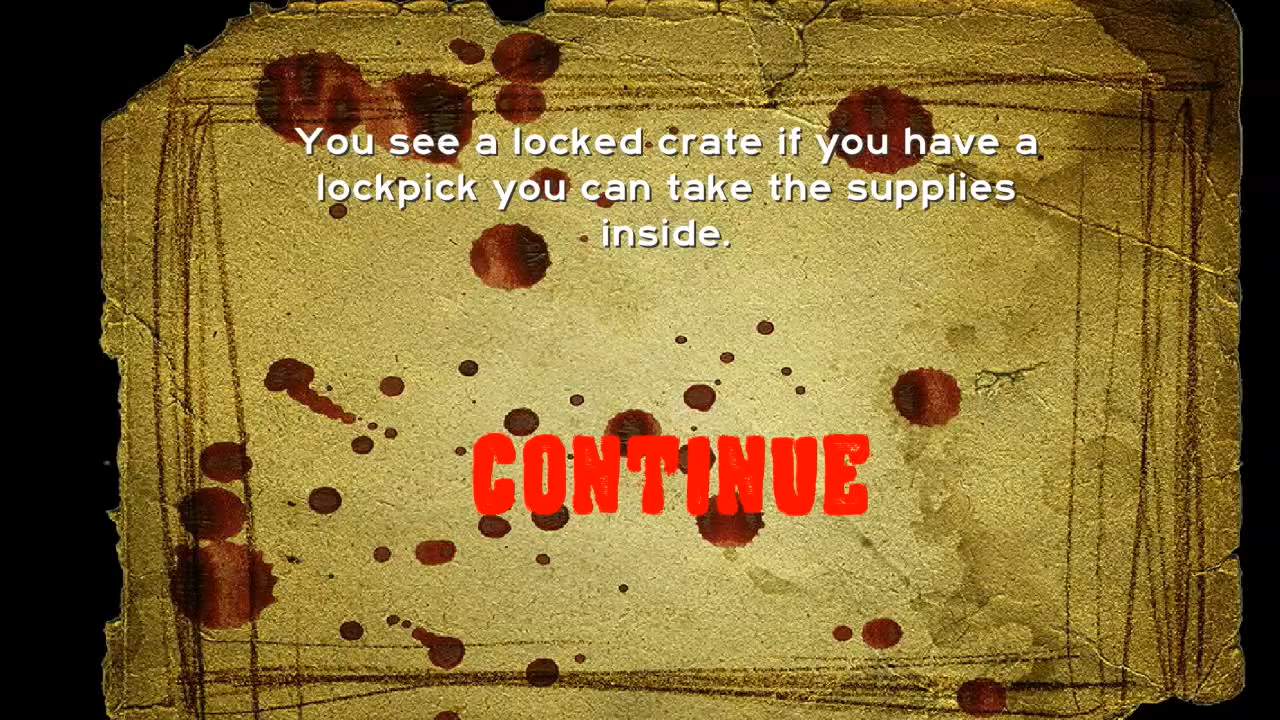 You see a locked crate if you have a
lockpick you can take the supplies
inside.
CONTINUE